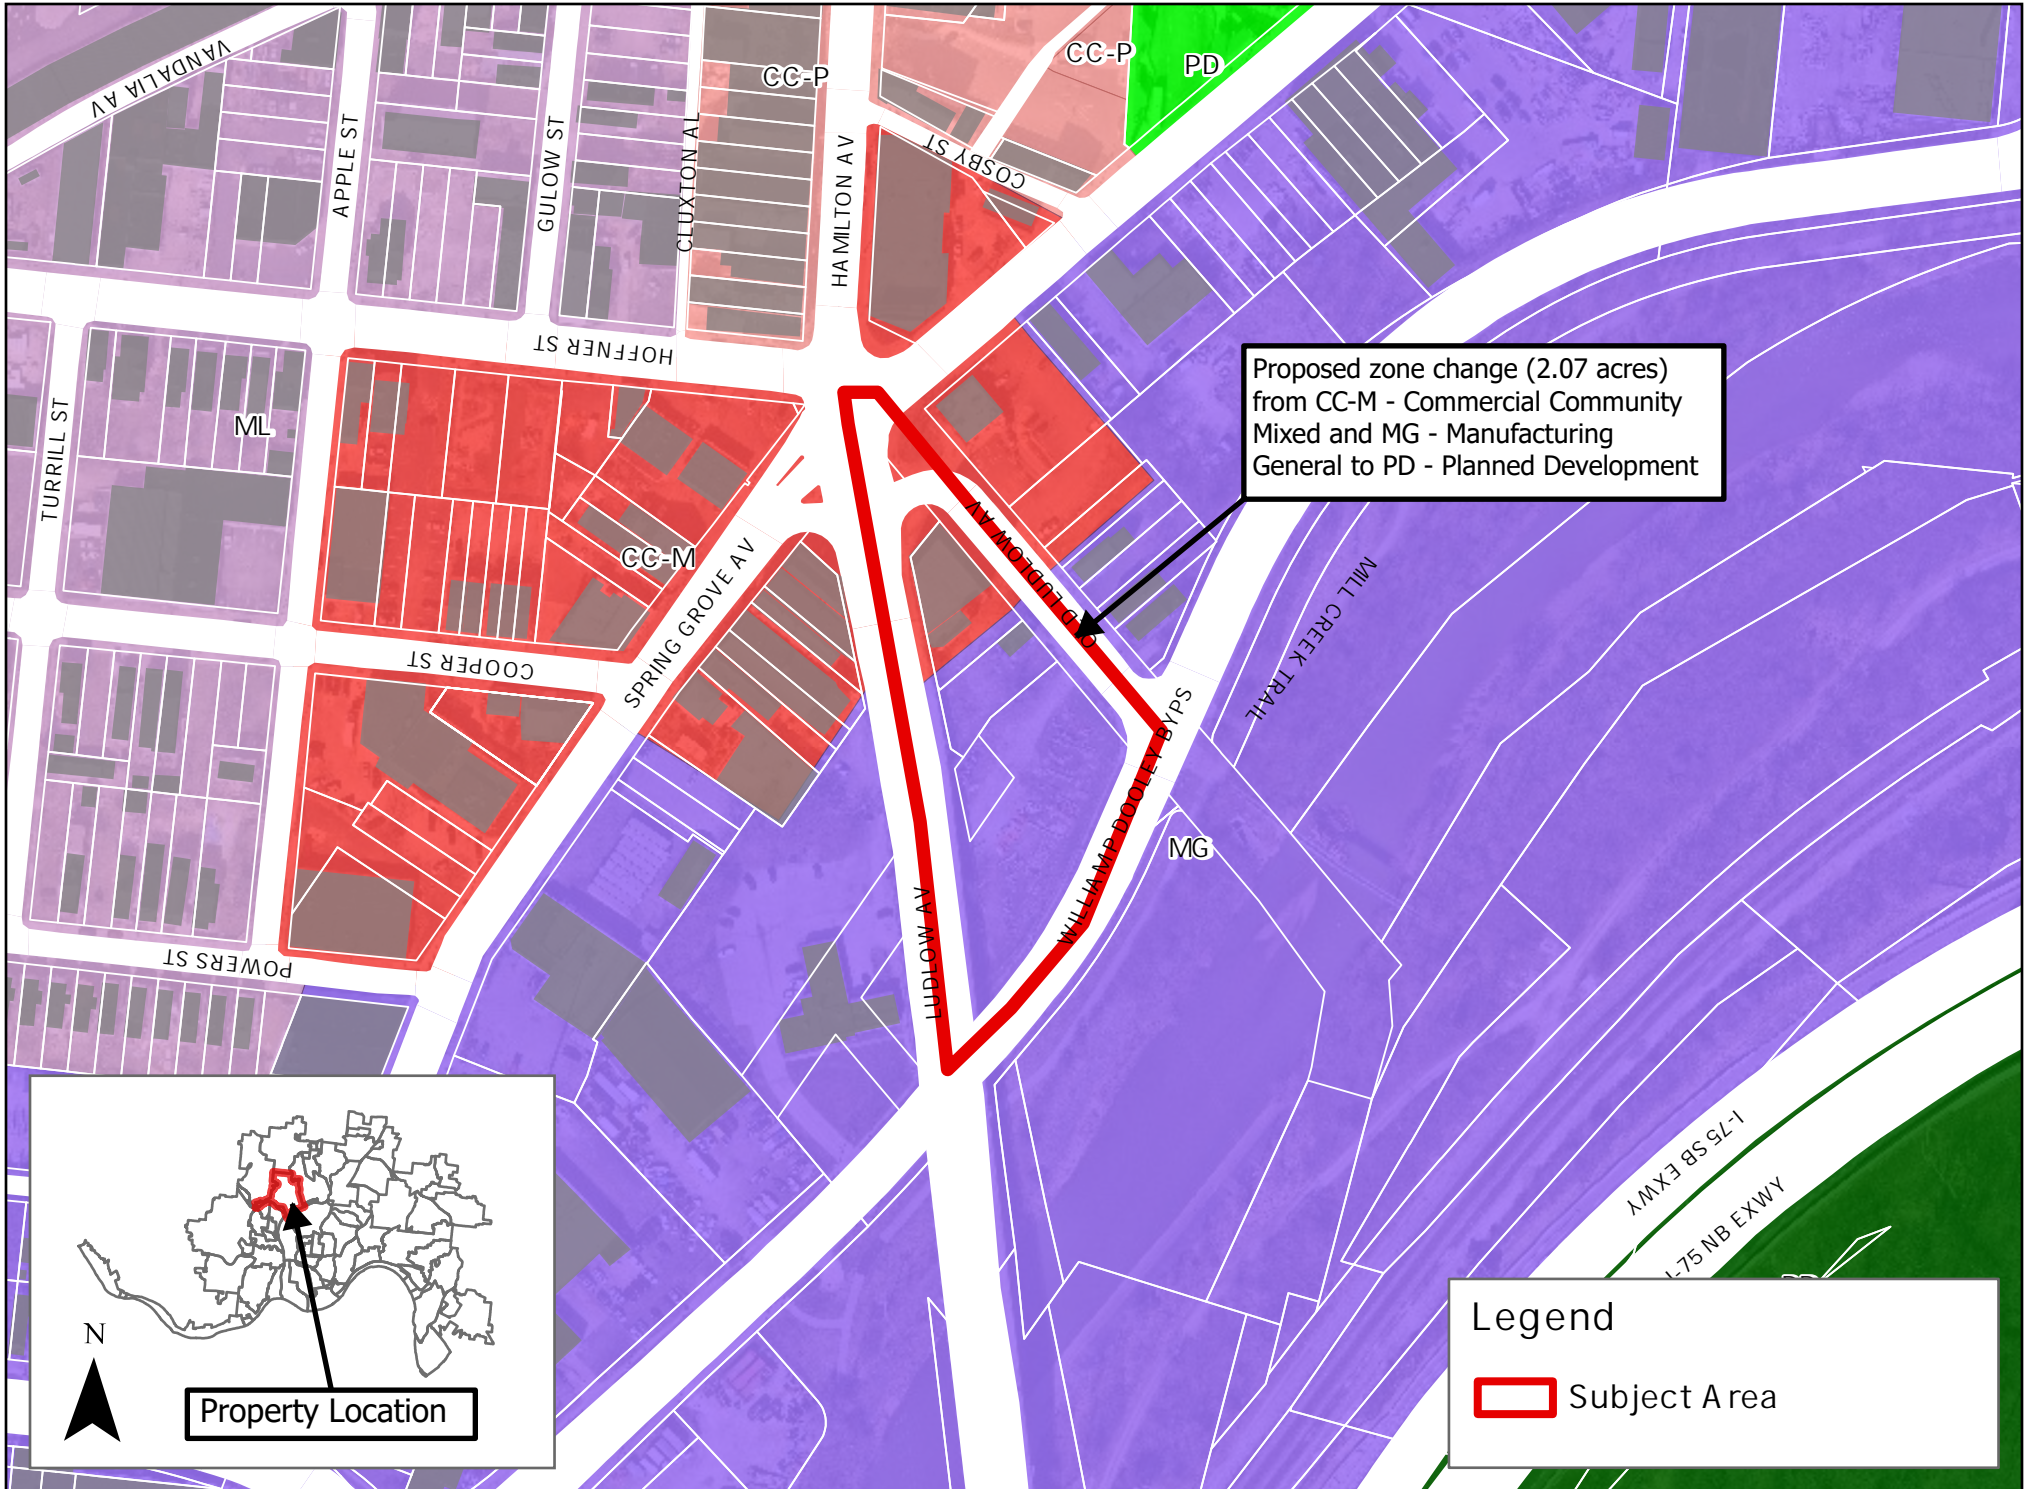 VANDALIA AV
APPLE ST
GULOW ST
CLUXTON AL
CC-P
HAMILTON AV
CC-P
PD
COSBY ST
HOFFNER ST
TURRILL ST
ML
CC-M
SPRING GROVE AV
COOPER ST
POWERS ST
OLD LUDLOW AV
LUDLOW AV
WILLIAM P DOOLEY BYPS
MILL CREEK TRAIL
MG
Proposed zone change (2.07 acres)
from CC-M - Commercial Community
Mixed and MG - Manufacturing
General to PD - Planned Development
I-75 SB EXWY
I-75 NB EXWY
N
Property Location
Legend
Subject Area